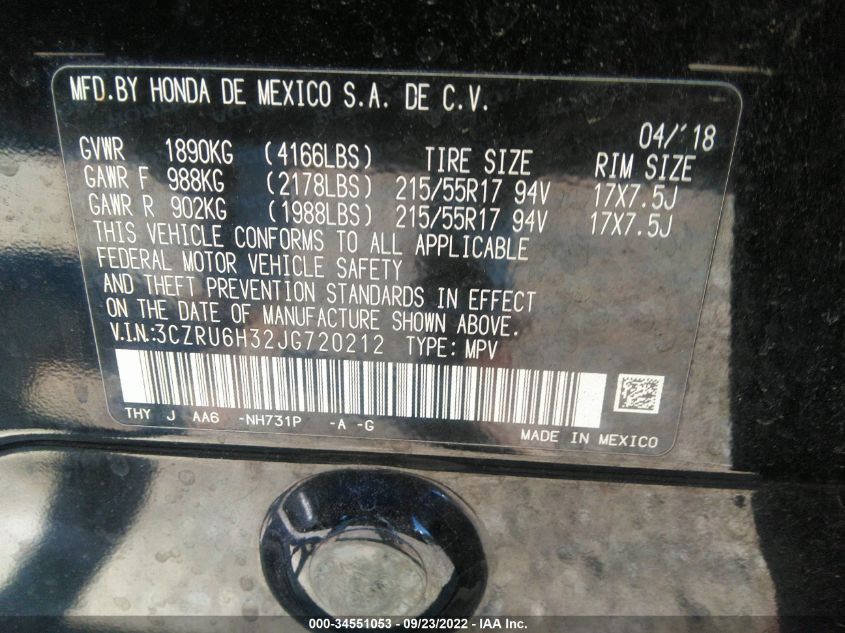 MFD.BY HONDA DE MEXICO S.A. DE C.V.
04/'18
GVWR 1890KG (4166LBS) TIRE SIZE RIM SIZE
GAWR F 988KG (2178LBS) 215/55R17 94V 17X7.5J
GAWR R 902KG (1988LBS) 215/55R17 94V 17X7.5J
THIS VEHICLE CONFORMS TO ALL APPLICABLE
FEDERAL MOTOR VEHICLE SAFETY
AND THEFT PREVENTION STANDARDS IN EFFECT
ON THE DATE OF MANUFACTURE SHOWN ABOVE.
V.I.N:3CZRU6H32JG720212 TYPE:MPV
THY J AA6 -NH731P -A -G
MADE IN MEXICO
000-34551053 - 09/23/2022 - IAA Inc.